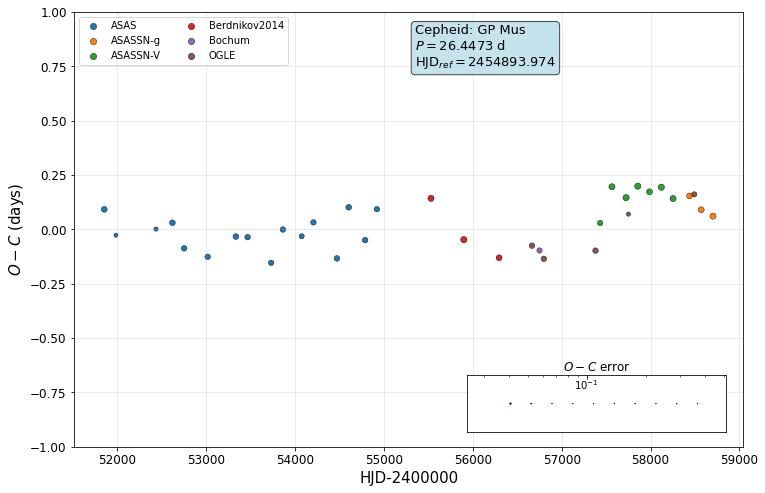 1.00
0.75
0.50
0.25
0.00
−0.25
−0.50
−0.75
−1.00
O − C (days)
ASAS
ASASSN-g
ASASSN-V
Berdnikov2014
Bochum
OGLE
Cepheid: GP Mus
P = 26.4473 d
HJD_ref = 2454893.974
O − C error
10^−1
52000 53000 54000 55000 56000 57000 58000 59000
HJD-2400000